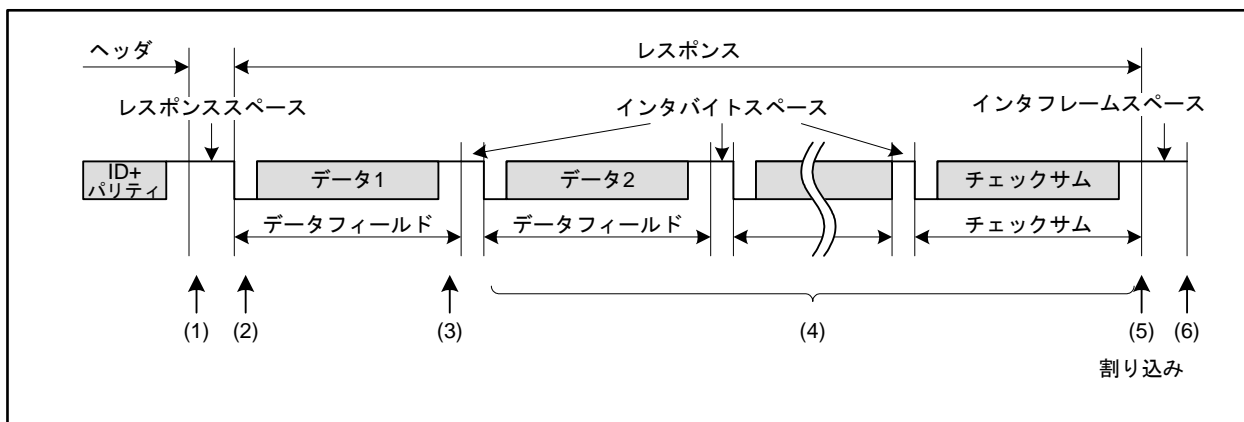 ヘッダ
レスポンス
レスポンススペース
インタバイトスペース
インタフレームスペース
ID+
パリティ
データ1
データ2
チェックサム
データフィールド
データフィールド
チェックサム
(1)
(2)
(3)
(4)
(5)
(6)
割り込み